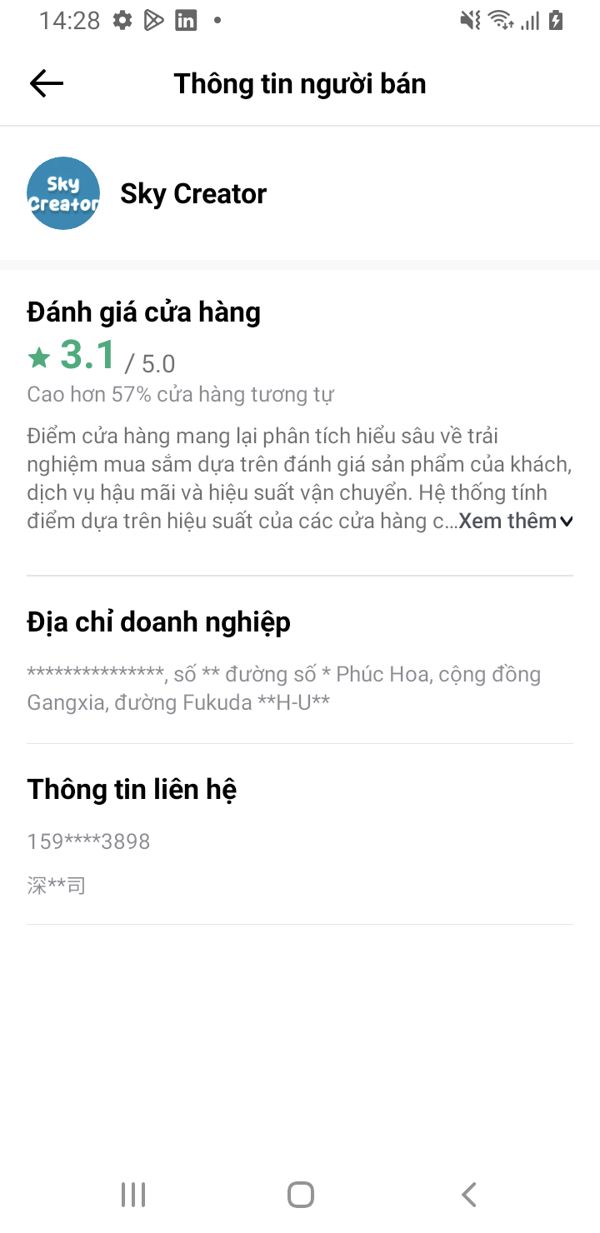 14:28
Thông tin người bán
Sky
Creator
Sky Creator
Đánh giá cửa hàng
3.1 / 5.0
Cao hơn 57% cửa hàng tương tự
Điểm cửa hàng mang lại phân tích hiểu sâu về trải
nghiệm mua sắm dựa trên đánh giá sản phẩm của khách,
dịch vụ hậu mãi và hiệu suất vận chuyển. Hệ thống tính
điểm dựa trên hiệu suất của các cửa hàng c...Xem thêm
Địa chỉ doanh nghiệp
***************, số ** đường số * Phúc Hoa, cộng đồng
Gangxia, đường Fukuda **H-U**
Thông tin liên hệ
159****3898
深**司